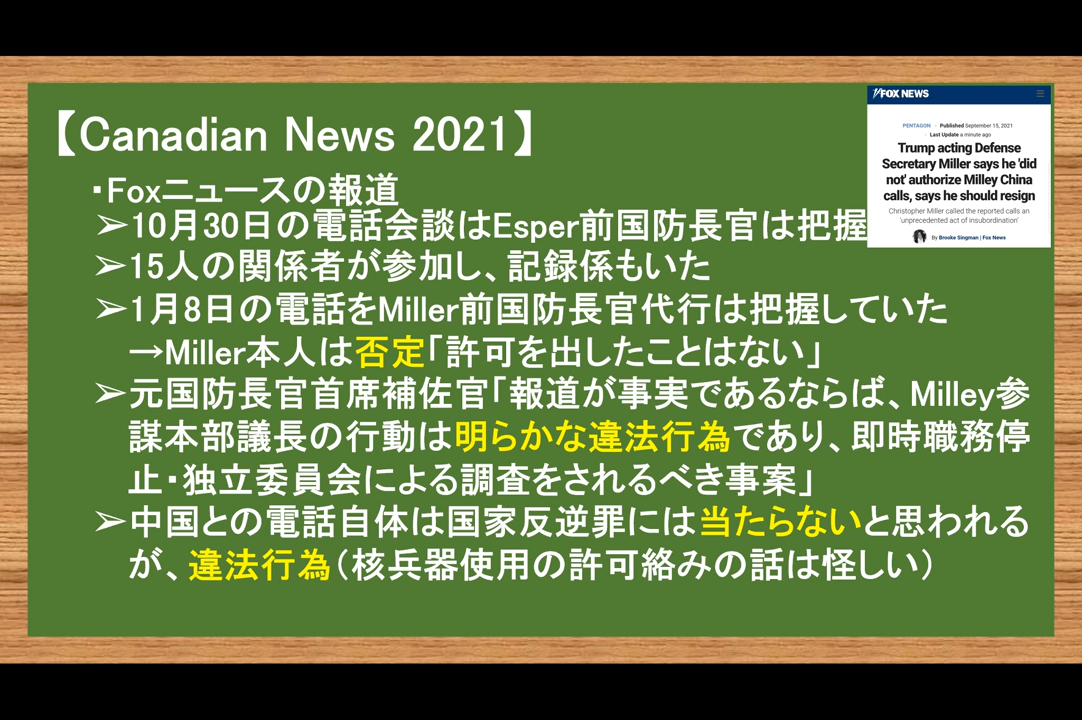 【Canadian News 2021】
・Foxニュースの報道
➢10月30日の電話会談はEsper前国防長官は把握
➢15人の関係者が参加し、記録係もいた
➢1月8日の電話をMiller前国防長官代行は把握していた
→Miller本人は否定「許可を出したことはない」
➢元国防長官首席補佐官「報道が事実であるならば、Milley参
謀本部議長の行動は明らかな違法行為であり、即時職務停
止・独立委員会による調査をされるべき事案」
➢中国との電話自体は国家反逆罪には当たらないと思われる
が、違法行為（核兵器使用の許可絡みの話は怪しい）
FOX NEWS
PENTAGON · Published September 15, 2021
· Last Update a minute ago
Trump acting Defense
Secretary Miller says he 'did
not' authorize Milley China
calls, says he should resign
Christopher Miller called the reported calls an
'unprecedented act of insubordination'
By Brooke Singman | Fox News